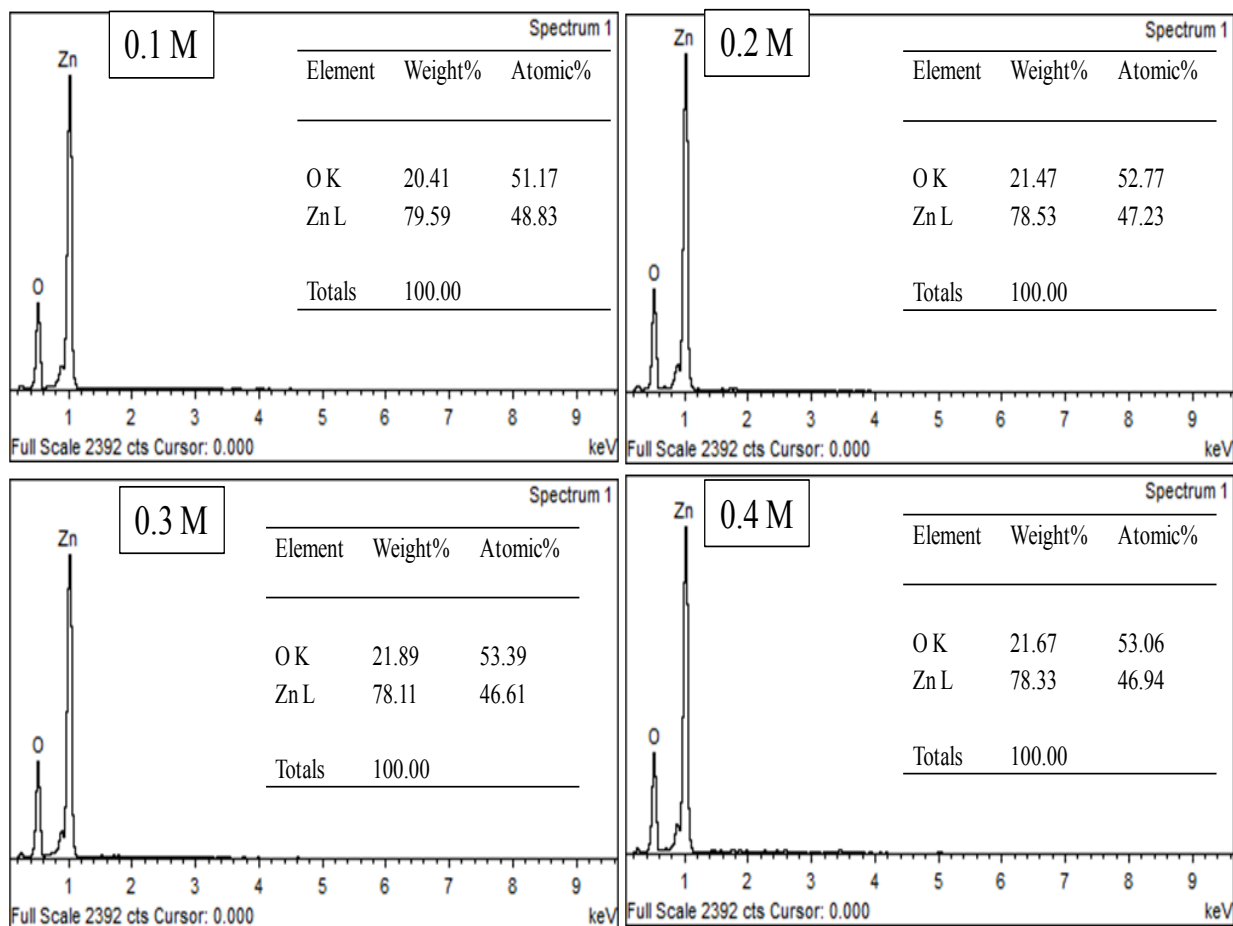 Spectrum 1
0.1 M
Zn
Element Weight% Atomic%
O K 20.41 51.17
Zn L 79.59 48.83
O
Totals 100.00
1 2 3 4 5 6 7 8 9
Full Scale 2392 cts Cursor: 0.000 keV
Spectrum 1
0.2 M
Zn
Element Weight% Atomic%
O K 21.47 52.77
Zn L 78.53 47.23
O
Totals 100.00
1 2 3 4 5 6 7 8 9
Full Scale 2392 cts Cursor: 0.000 keV
Spectrum 1
0.3 M
Zn
Element Weight% Atomic%
O K 21.89 53.39
Zn L 78.11 46.61
O
Totals 100.00
1 2 3 4 5 6 7 8 9
Full Scale 2392 cts Cursor: 0.000 keV
Spectrum 1
0.4 M
Zn
Element Weight% Atomic%
O K 21.67 53.06
Zn L 78.33 46.94
O
Totals 100.00
1 2 3 4 5 6 7 8 9
Full Scale 2392 cts Cursor: 0.000 keV